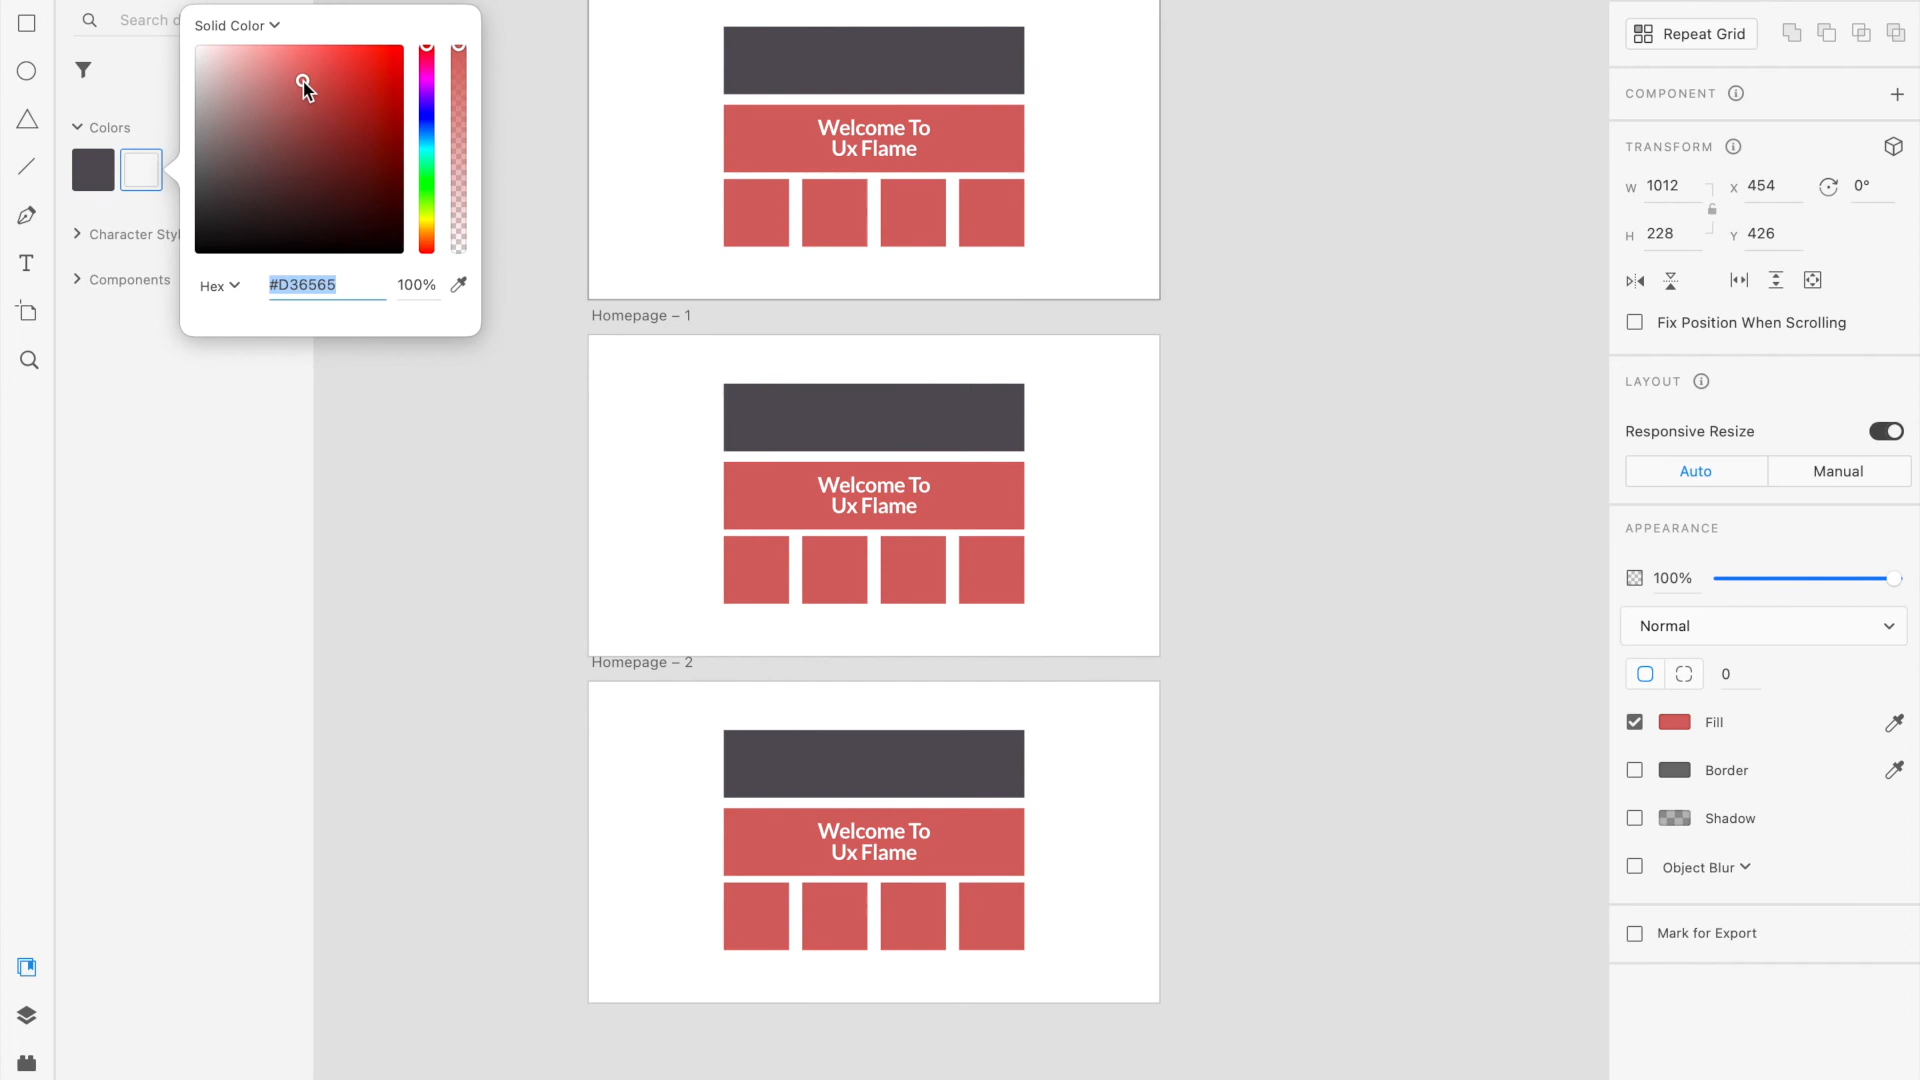 Search d
Solid Color
Colors
Character Styl
Components
Hex
#D36565
100%
Welcome To
Ux Flame
Homepage – 1
Welcome To
Ux Flame
Homepage – 2
Welcome To
Ux Flame
Repeat Grid
COMPONENT
TRANSFORM
W 1012
X 454
0°
H 228
Y 426
Fix Position When Scrolling
LAYOUT
Responsive Resize
Auto
Manual
APPEARANCE
100%
Normal
0
Fill
Border
Shadow
Object Blur
Mark for Export